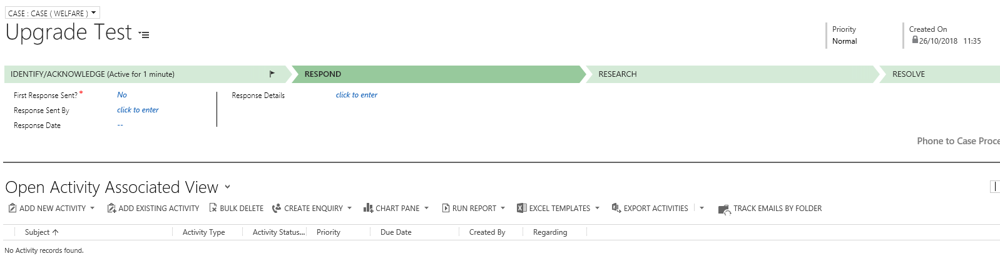 CASE : CASE ( WELFARE )
Upgrade Test
Priority
Normal
Created On
26/10/2018 11:35
IDENTIFY/ACKNOWLEDGE (Active for 1 minute)
RESPOND
RESEARCH
RESOLVE
First Response Sent?* No
Response Sent By click to enter
Response Date --
Response Details click to enter
Phone to Case Proce
Open Activity Associated View
ADD NEW ACTIVITY ADD EXISTING ACTIVITY BULK DELETE CREATE ENQUIRY CHART PANE RUN REPORT EXCEL TEMPLATES EXPORT ACTIVITIES TRACK EMAILS BY FOLDER
Subject Activity Type Activity Status... Priority Due Date Created By Regarding
No Activity records found.